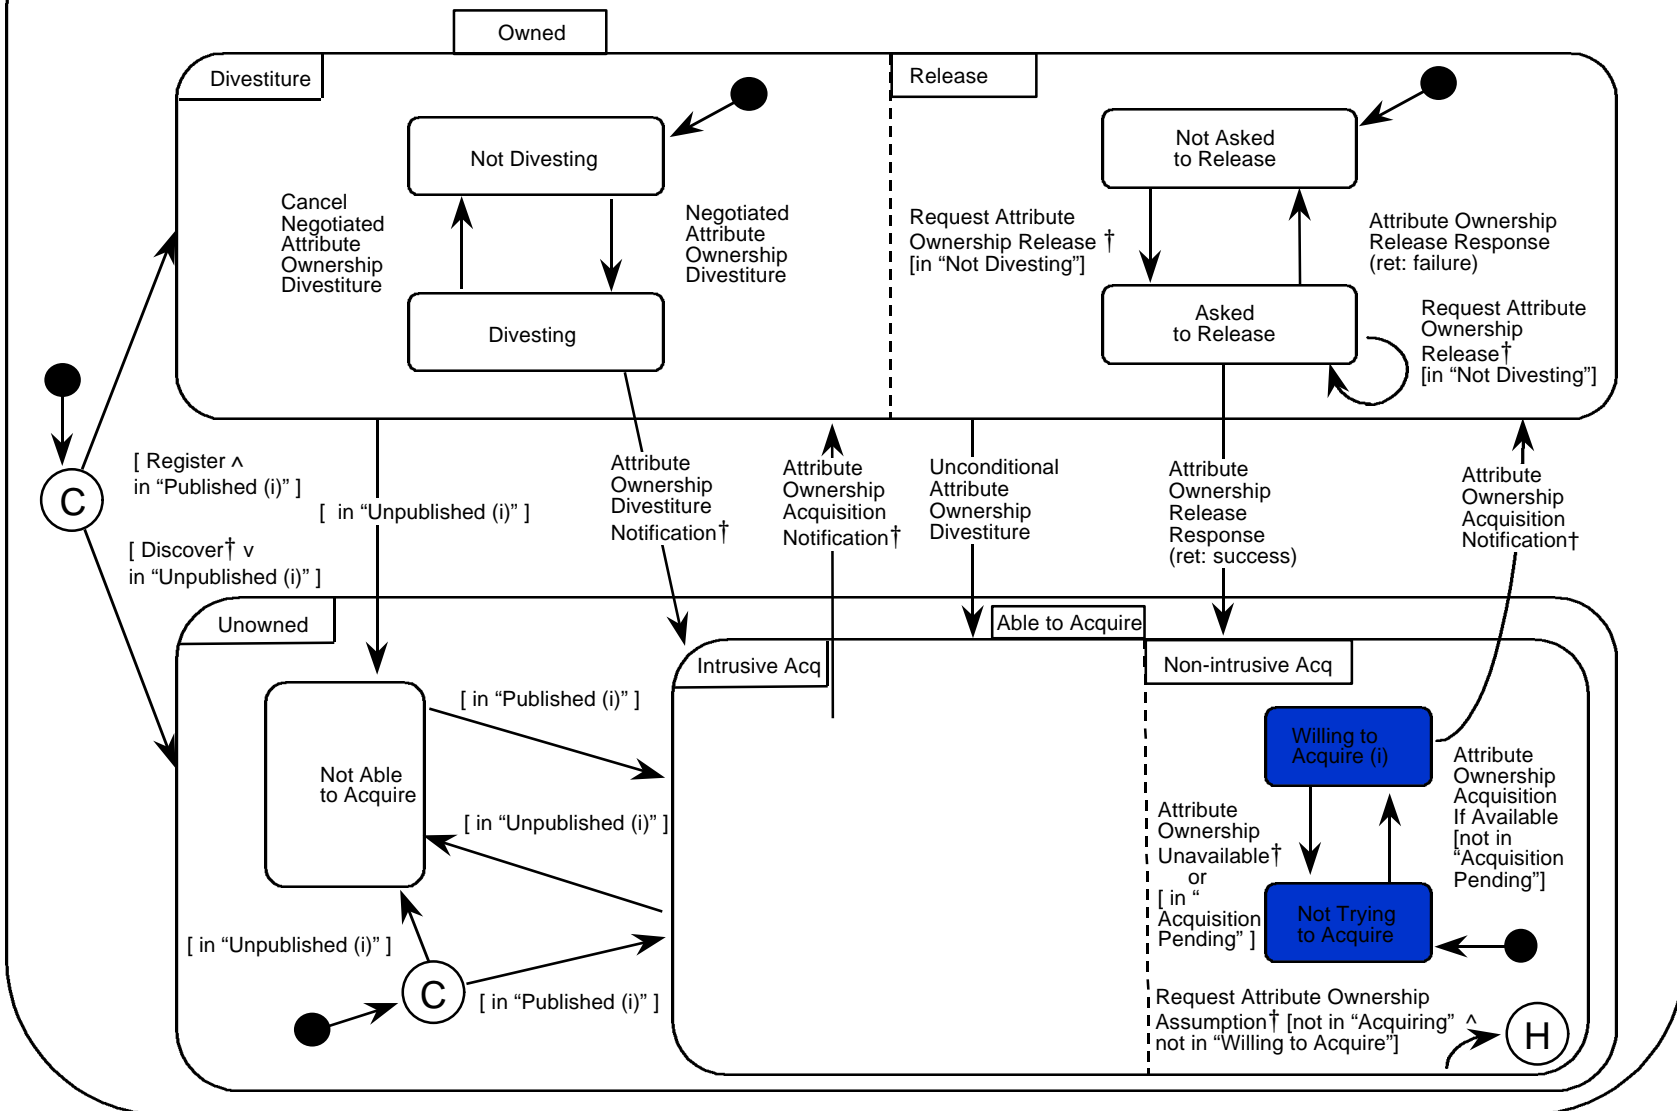 Owned
Divestiture
Release
Not Divesting
Not Asked
to Release
Cancel
Negotiated
Attribute
Ownership
Divestiture
Negotiated
Attribute
Ownership
Divestiture
Request Attribute
Ownership Release †
[in “Not Divesting”]
Attribute Ownership
Release Response
(ret: failure)
Divesting
Asked
to Release
Request Attribute
Ownership
Release†
[in “Not Divesting”]
C
[ Register ^
in “Published (i)” ]
[ Discover† v
in “Unpublished (i)” ]
[ in “Unpublished (i)” ]
Attribute
Ownership
Divestiture
Notification†
Attribute
Ownership
Acquisition
Notification†
Unconditional
Attribute
Ownership
Divestiture
Attribute
Ownership
Release
Response
(ret: success)
Attribute
Ownership
Acquisition
Notification†
Unowned
Able to Acquire
Intrusive Acq
Non-intrusive Acq
[ in “Published (i)” ]
Not Able
to Acquire
[ in “Unpublished (i)” ]
Willing to
Acquire (i)
Attribute
Ownership
Acquisition
If Available
[not in
“Acquisition
Pending”]
Attribute
Ownership
Unavailable†
or
[ in “
Acquisition
Pending” ]
Not Trying
to Acquire
[ in “Unpublished (i)” ]
C
[ in “Published (i)” ]
Request Attribute Ownership
Assumption† [not in “Acquiring” ^
not in “Willing to Acquire”]
H